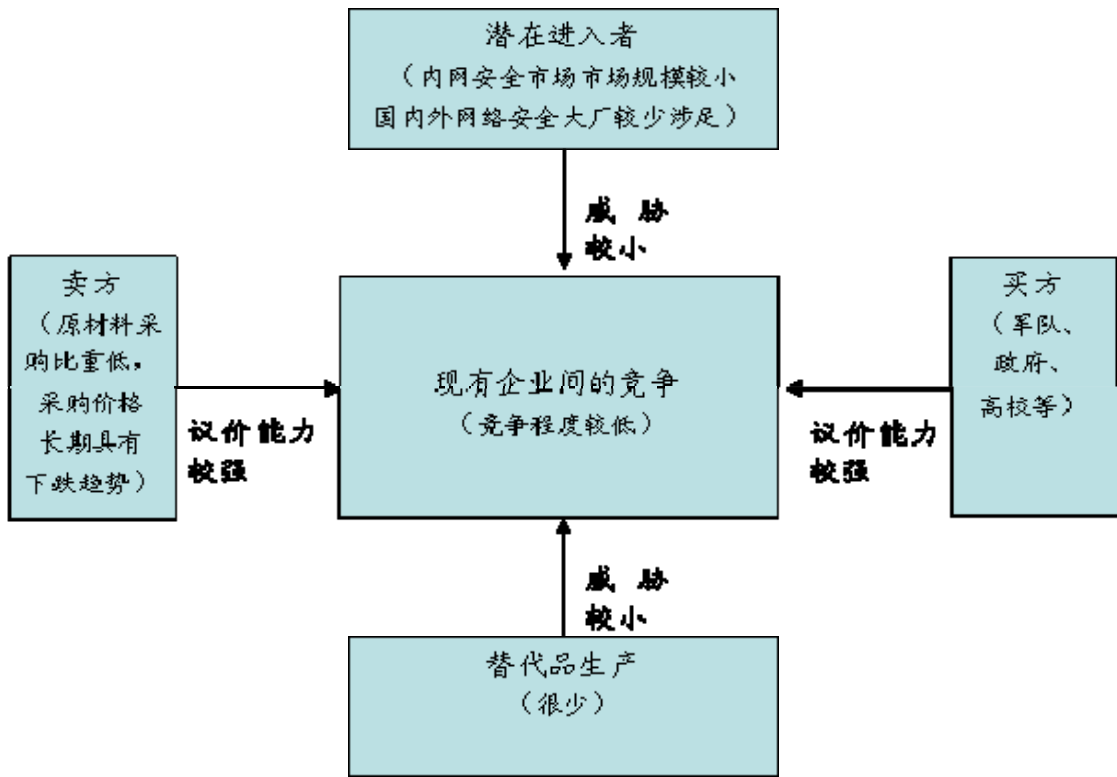 潜在进入者
（内网安全市场市场规模较小
国内外网络安全大厂较少涉足）
威 胁
较小
卖方
（原材料采
购比重低，
采购价格
长期具有
下跌趋势）
议价能力
较强
现有企业间的竞争
（竞争程度较低）
议价能力
较强
买方
（军队、
政府、
高校等）
威 胁
较小
替代品生产
（很少）